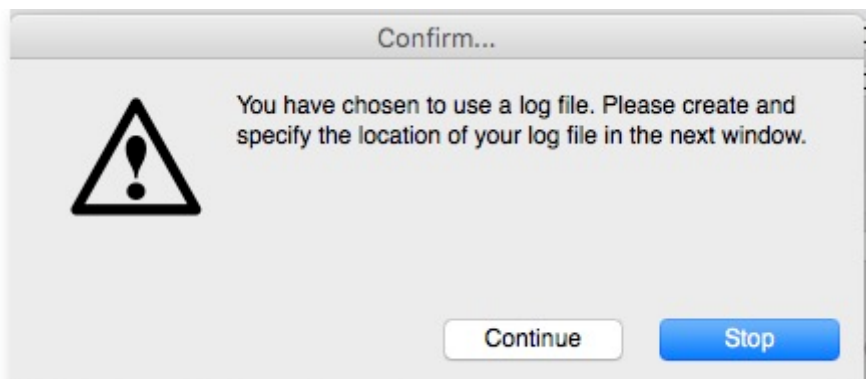 Confirm...
You have chosen to use a log file. Please create and
specify the location of your log file in the next window.
Continue
Stop